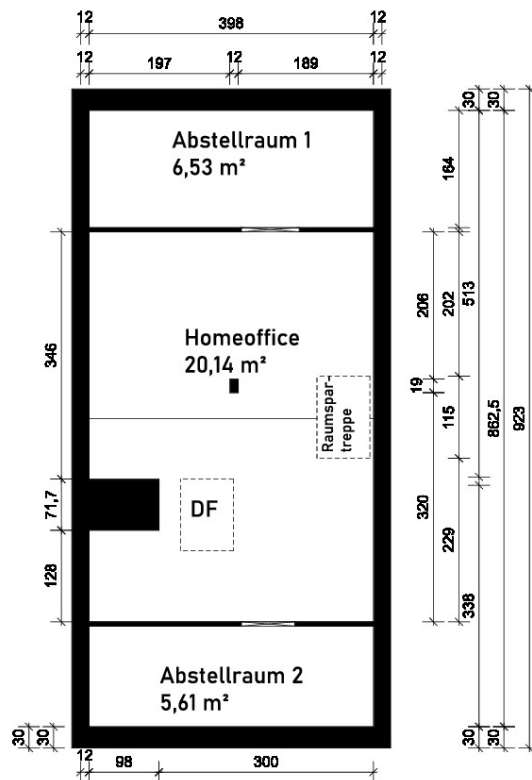 12 398 12
12 197 12 189 12
30 30
Abstellraum 1
6,53 m²
164
346
206
202
513
Homeoffice
20,14 m²
19
115
862,5
923
Raumspar-
treppe
71,7
DF
320
229
128
338
Abstellraum 2
5,61 m²
30 30
30 30
12 98 300